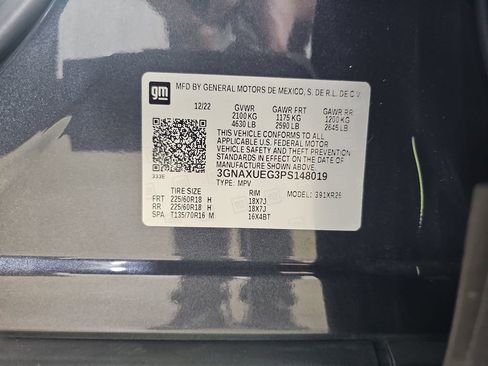 gm
MFD BY GENERAL MOTORS DE MEXICO, S. DE R.L. DE C.V.
12/22 GVWR GAWR FRT GAWR RR
2100 KG 1175 KG 1200 KG
4630 LB 2590 LB 2645 LB
THIS VEHICLE CONFORMS TO ALL
APPLICABLE U.S. FEDERAL MOTOR
VEHICLE SAFETY, BUMPER, AND
THEFT PREVENTION STANDARDS
IN EFFECT ON THE DATE OF
MANUFACTURE SHOWN ABOVE.
333E 3GNAXUEG3PS148019
TYPE: MPV MODEL: G91XR26
TIRE SIZE RIM
FRT 225/60R18 H 18X7J
RR 225/60R18 H 18X7J
SPA T135/70R16 M 16X4BT